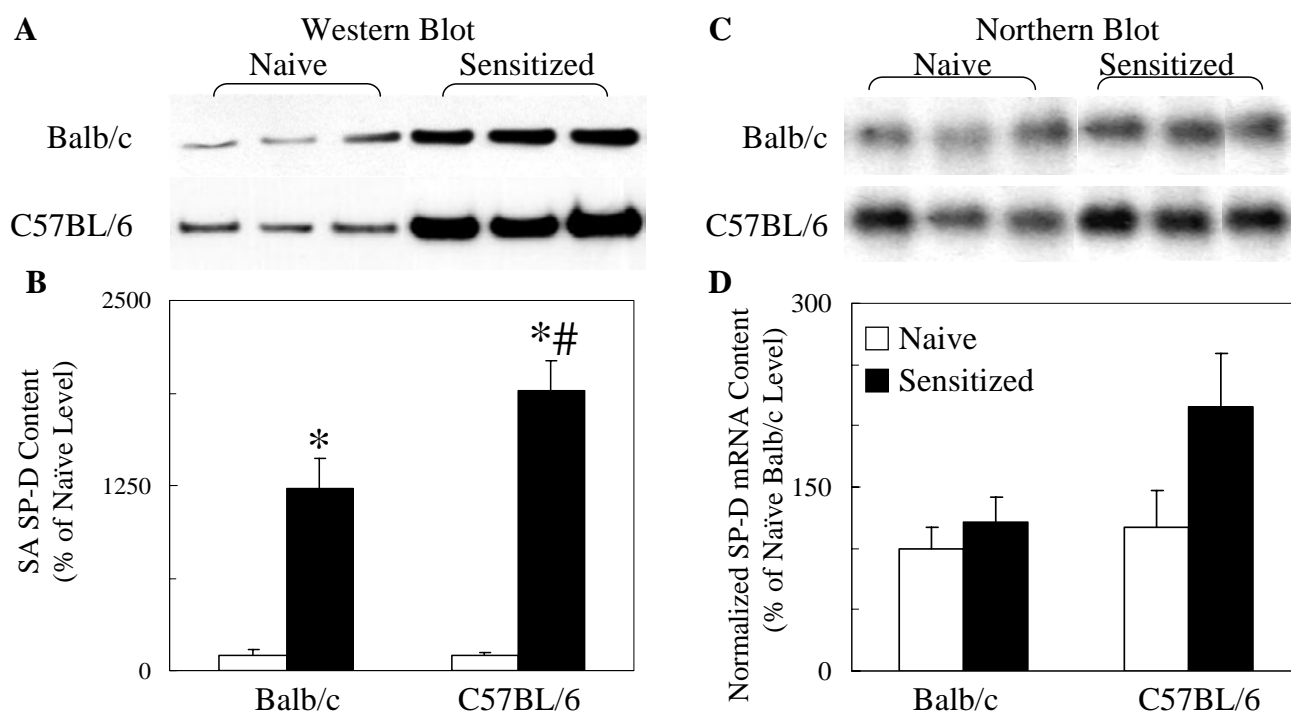 A
Western Blot
Naive
Sensitized
Balb/c
C57BL/6
B
2500
1250
0
SA SP-D Content
(% of Naïve Level)
*
*#
Balb/c
C57BL/6
C
Northern Blot
Naive
Sensitized
Balb/c
C57BL/6
D
300
150
0
Normalized SP-D mRNA Content
(% of Naïve Balb/c Level)
Naive
Sensitized
Balb/c
C57BL/6